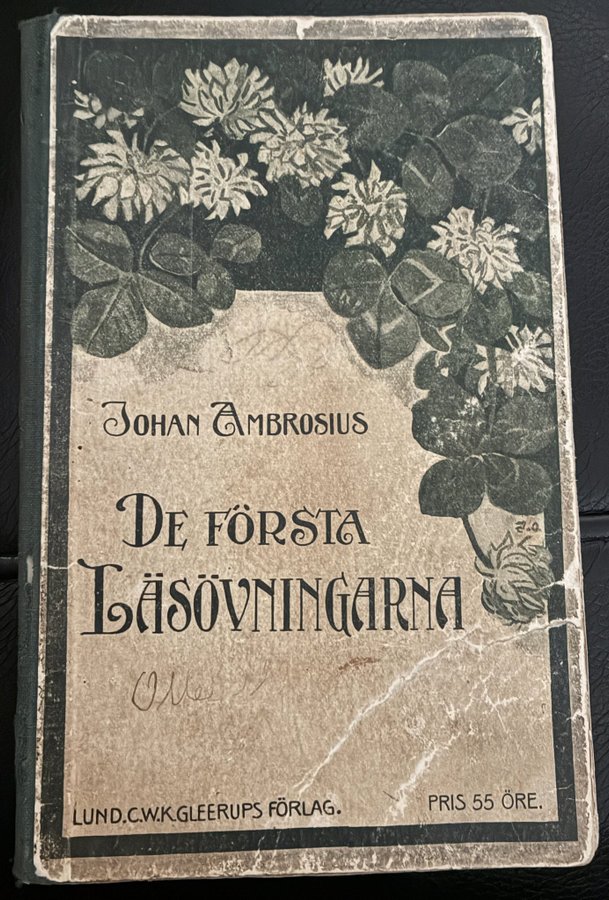 JOHAN AMBROSIUS
DE FÖRSTA
LÄSÖVNINGARNA
LUND. C.W.K. GLEERUPS FÖRLAG.
PRIS 55 ÖRE.